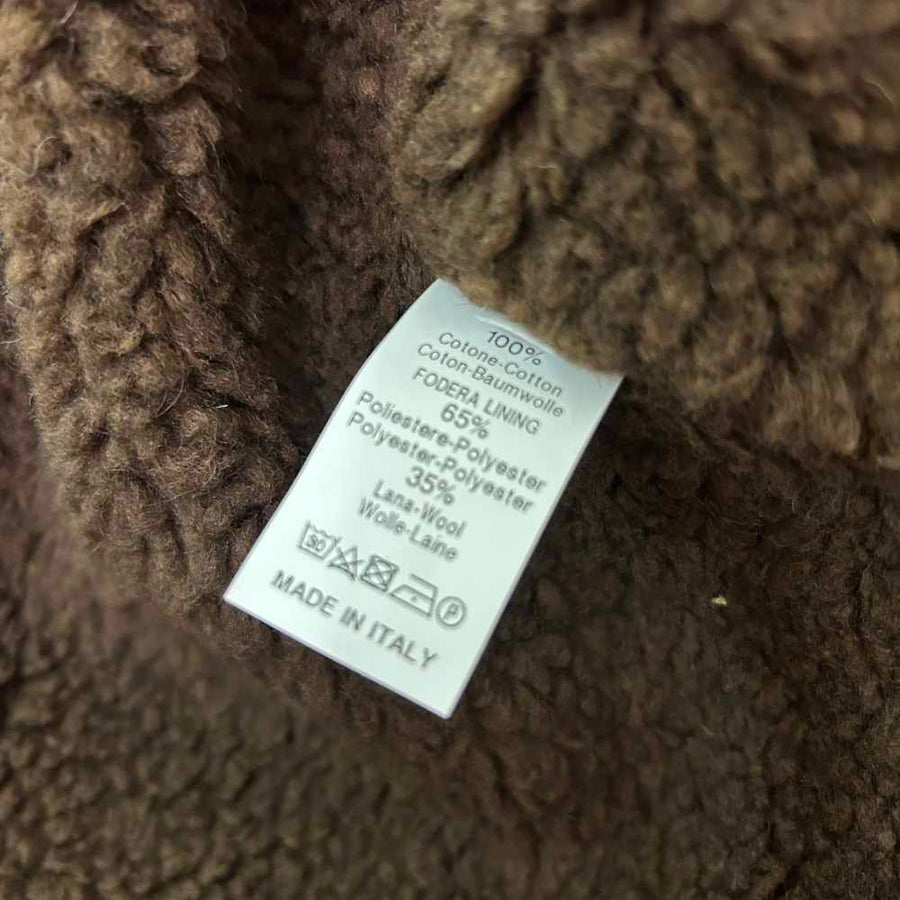 100%
Cotone-Cotton
Coton-Baumwolle
FODERA LINING
65%
Poliestere-Polyester
Polyester-Polyester
35%
Lana-Wool
Wolle-Laine
30 P
MADE IN ITALY